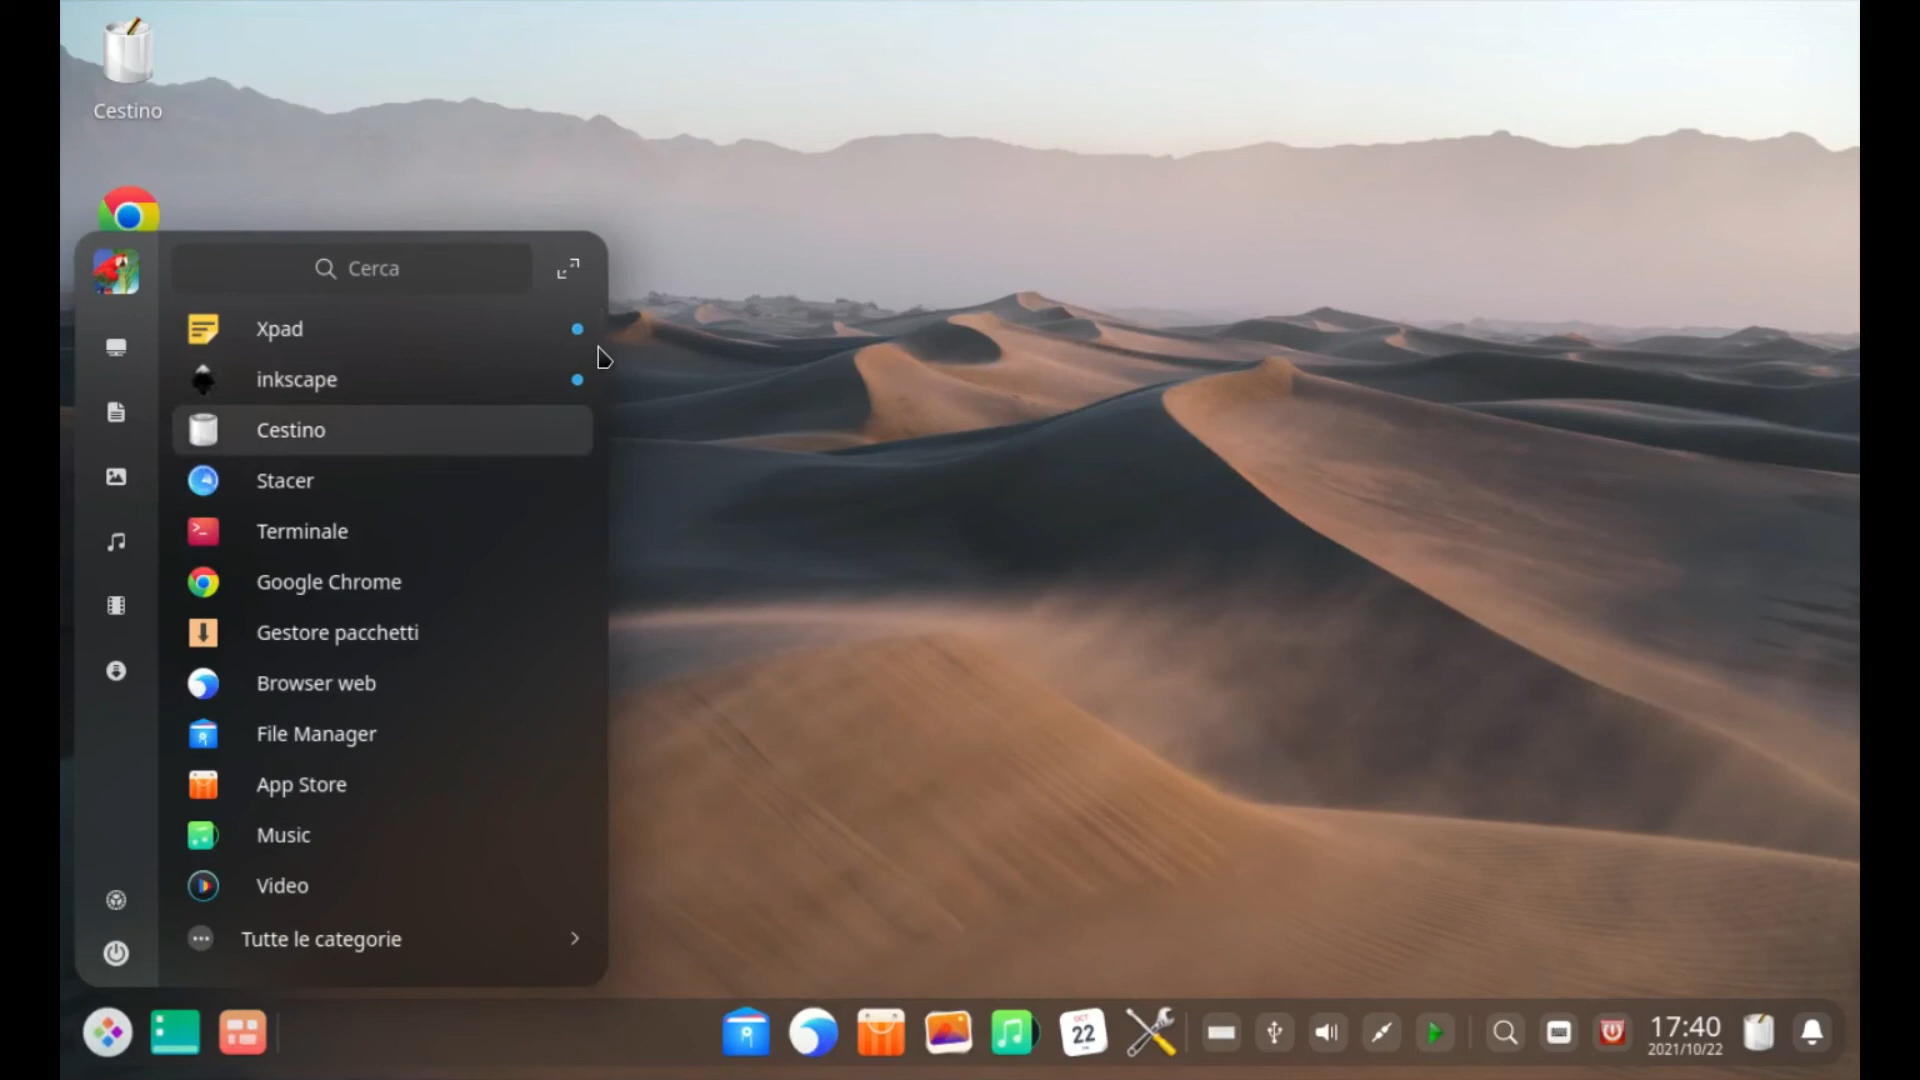 Cestino
Cerca
Xpad
inkscape
Cestino
Stacer
Terminale
Google Chrome
Gestore pacchetti
Browser web
File Manager
App Store
Music
Video
Tutte le categorie
OCT
22
17:40
2021/10/22